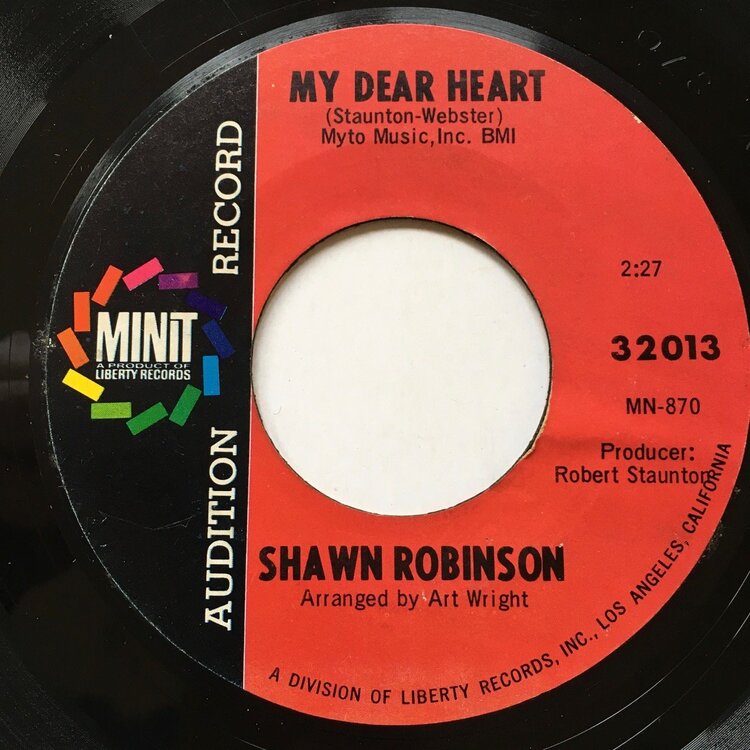 MY DEAR HEART
(Staunton-Webster)
Myto Music,Inc. BMI
AUDITION RECORD
MINIT
A PRODUCT OF
LIBERTY RECORDS
2:27
32013
MN-870
Producer:
Robert Staunton
SHAWN ROBINSON
Arranged by Art Wright
A DIVISION OF LIBERTY RECORDS, INC., LOS ANGELES, CALIFORNIA